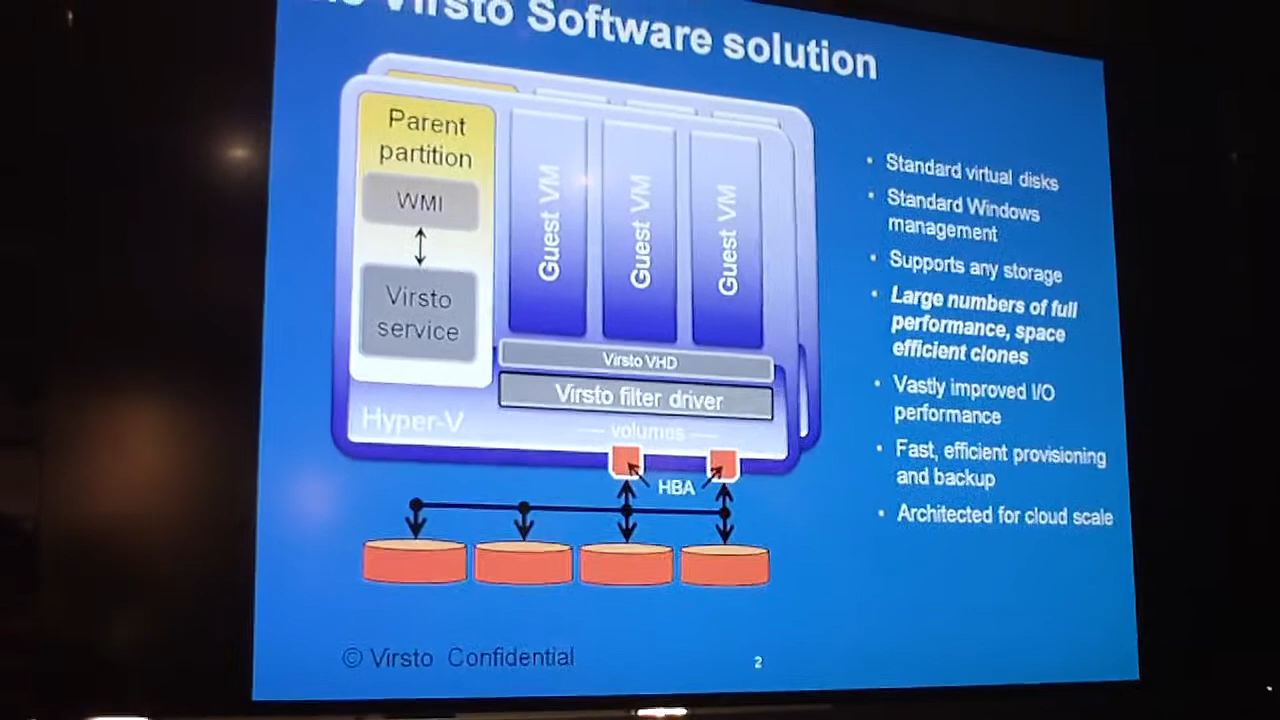 Virsto Software solution
Parent
partition
WMI
Virsto
service
Guest VM
Guest VM
Guest VM
Virsto VHD
Virsto filter driver
Hyper-V
volumes
HBA
• Standard virtual disks
• Standard Windows
management
• Supports any storage
• Large numbers of full
performance, space
efficient clones
• Vastly improved I/O
performance
• Fast, efficient provisioning
and backup
• Architected for cloud scale
© Virsto Confidential
2